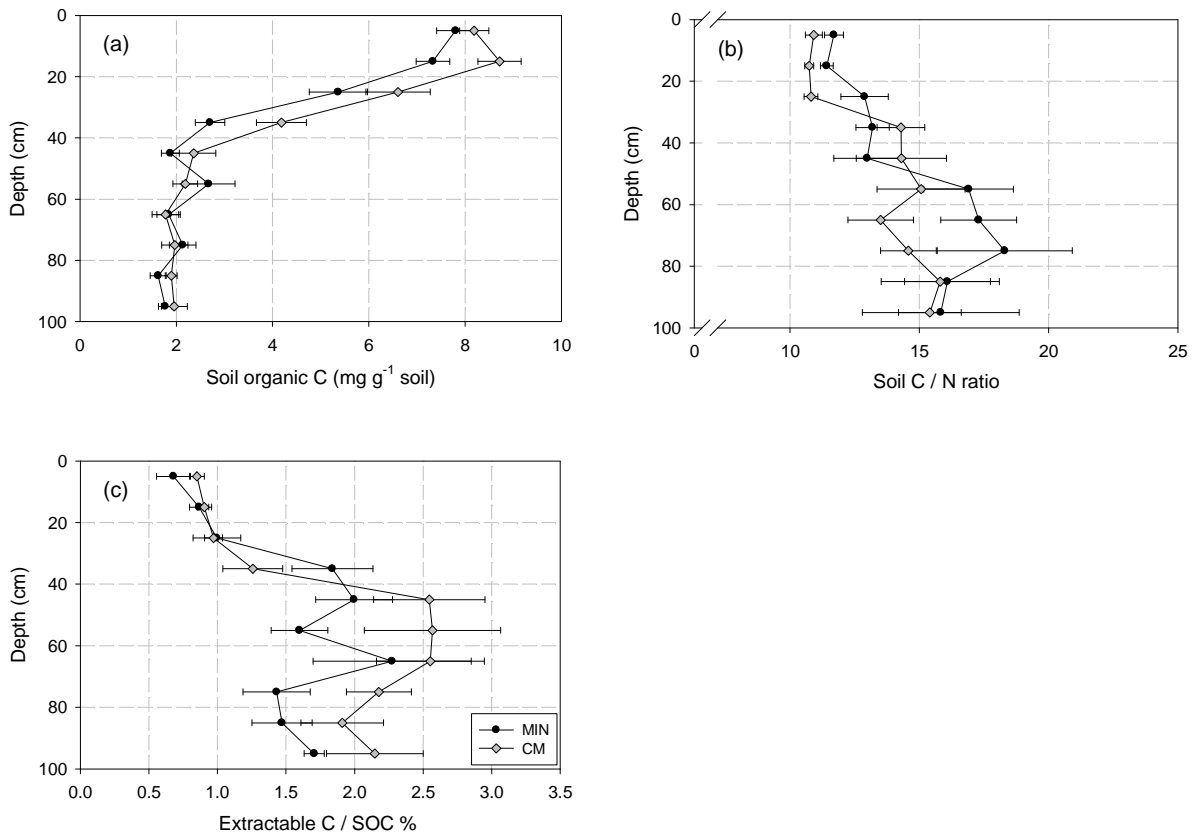 (a)
0
20
40
60
80
100
Depth (cm)
0 2 4 6 8 10
Soil organic C (mg g⁻¹ soil)
(b)
0
20
40
60
80
100
Depth (cm)
0 10 15 20 25
Soil C / N ratio
(c)
0
20
40
60
80
100
Depth (cm)
MIN
CM
0.0 0.5 1.0 1.5 2.0 2.5 3.0 3.5
Extractable C / SOC %